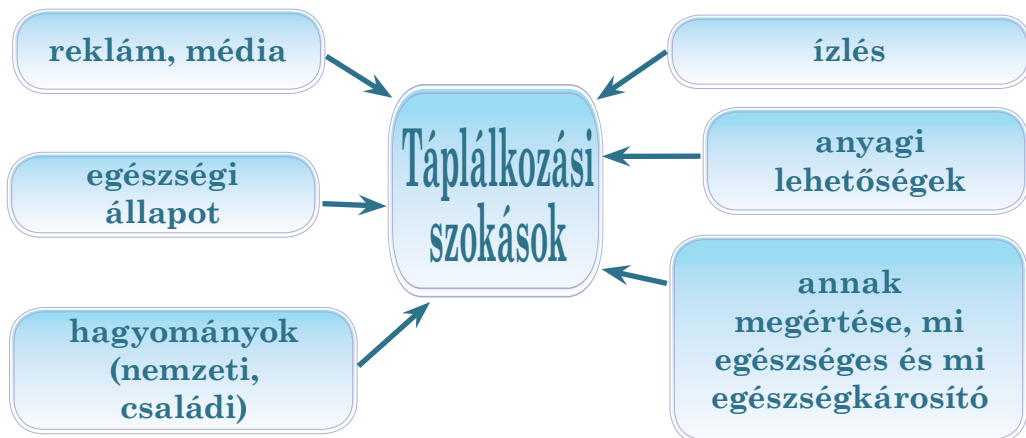 reklám, média
egészségi
állapot
hagyományok
(nemzeti,
családi)
Táplálkozási
szokások
ízlés
anyagi
lehetőségek
annak
megértése, mi
egészséges és mi
egészségkárosító